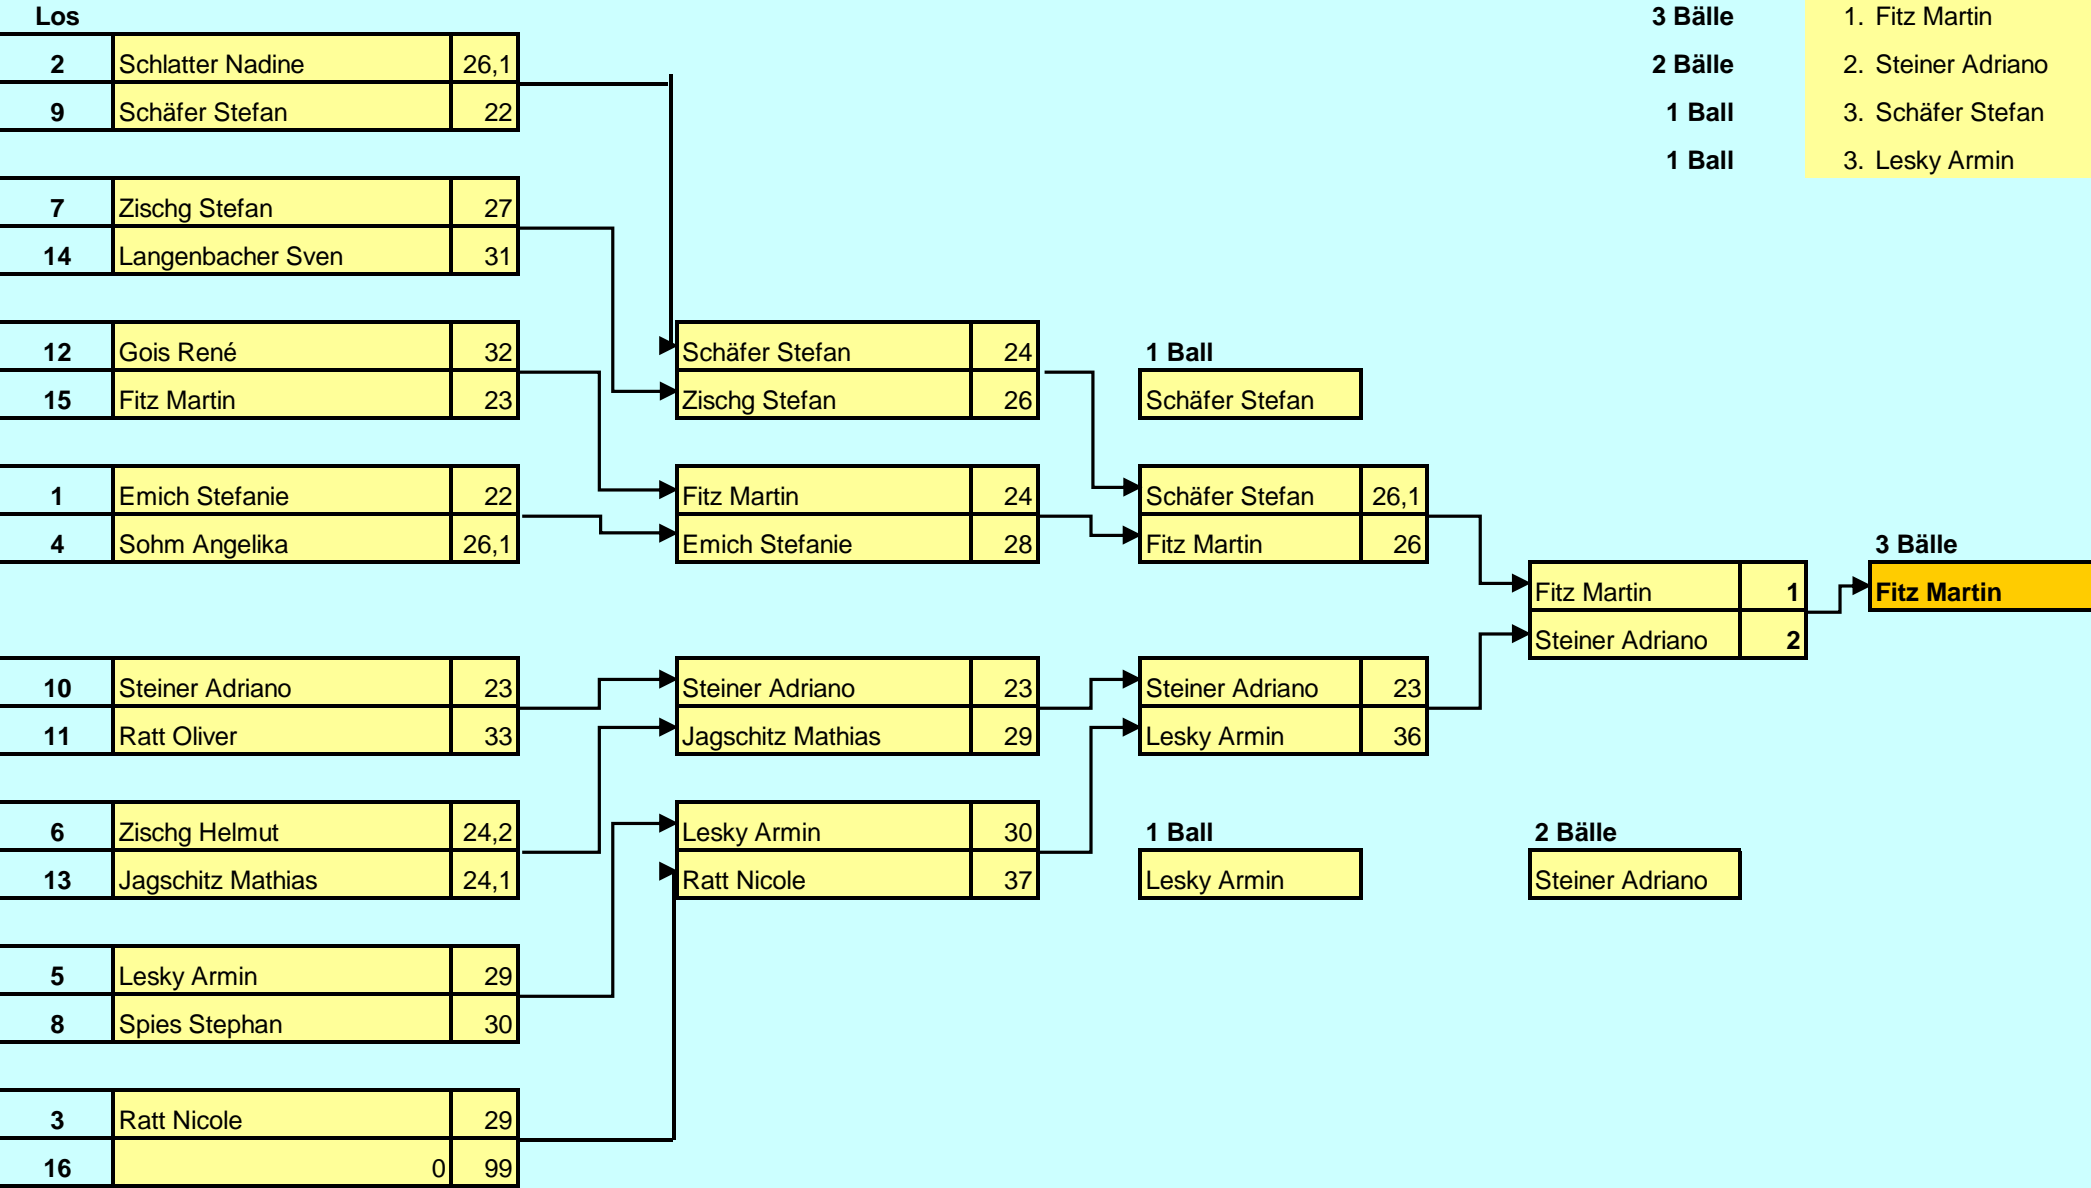 Los 3 Bälle 1. Fitz Martin
2 Schlatter Nadine 26,1 2 Bälle 2. Steiner Adriano
9 Schäfer Stefan 22 1 Ball 3. Schäfer Stefan
1 Ball 3. Lesky Armin
7 Zischg Stefan 27
14 Langenbacher Sven 31
12 Gois René 32 Schäfer Stefan 24 1 Ball
15 Fitz Martin 23 Zischg Stefan 26 Schäfer Stefan
1 Emich Stefanie 22 Fitz Martin 24 Schäfer Stefan 26,1
4 Sohm Angelika 26,1 Emich Stefanie 28 Fitz Martin 26 3 Bälle
Fitz Martin 1 Fitz Martin
Steiner Adriano 2
10 Steiner Adriano 23 Steiner Adriano 23 Steiner Adriano 23
11 Ratt Oliver 33 Jagschitz Mathias 29 Lesky Armin 36
6 Zischg Helmut 24,2 Lesky Armin 30 1 Ball 2 Bälle
13 Jagschitz Mathias 24,1 Ratt Nicole 37 Lesky Armin Steiner Adriano
5 Lesky Armin 29
8 Spies Stephan 30
3 Ratt Nicole 29
16 0 99